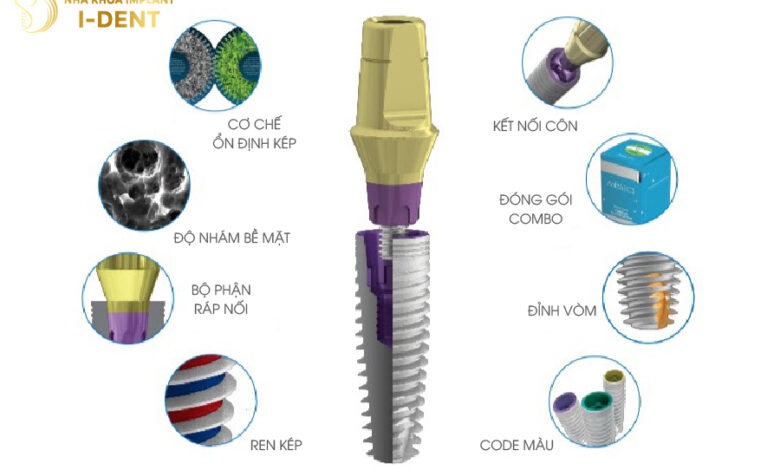 NHA KHOA IMPLANT
I-DENT
CƠ CHẾ
ỔN ĐỊNH KÉP
ĐỘ NHÁM BỀ MẶT
BỘ PHẬN
RÁP NỐI
REN KÉP
KẾT NỐI CÔN
ĐÓNG GÓI
COMBO
ĐỈNH VÒM
CODE MÀU